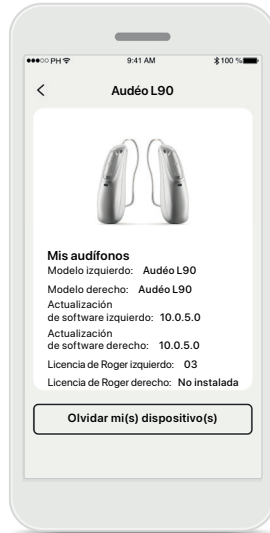 ●●●○○ PH 9:41 AM 100 %
Audéo L90
Mis audífonos
Modelo izquierdo: Audéo L90
Modelo derecho: Audéo L90
Actualización
de software izquierdo: 10.0.5.0
Actualización
de software derecho: 10.0.5.0
Licencia de Roger izquierdo: 03
Licencia de Roger derecho: No instalada
Olvidar mi(s) dispositivo(s)